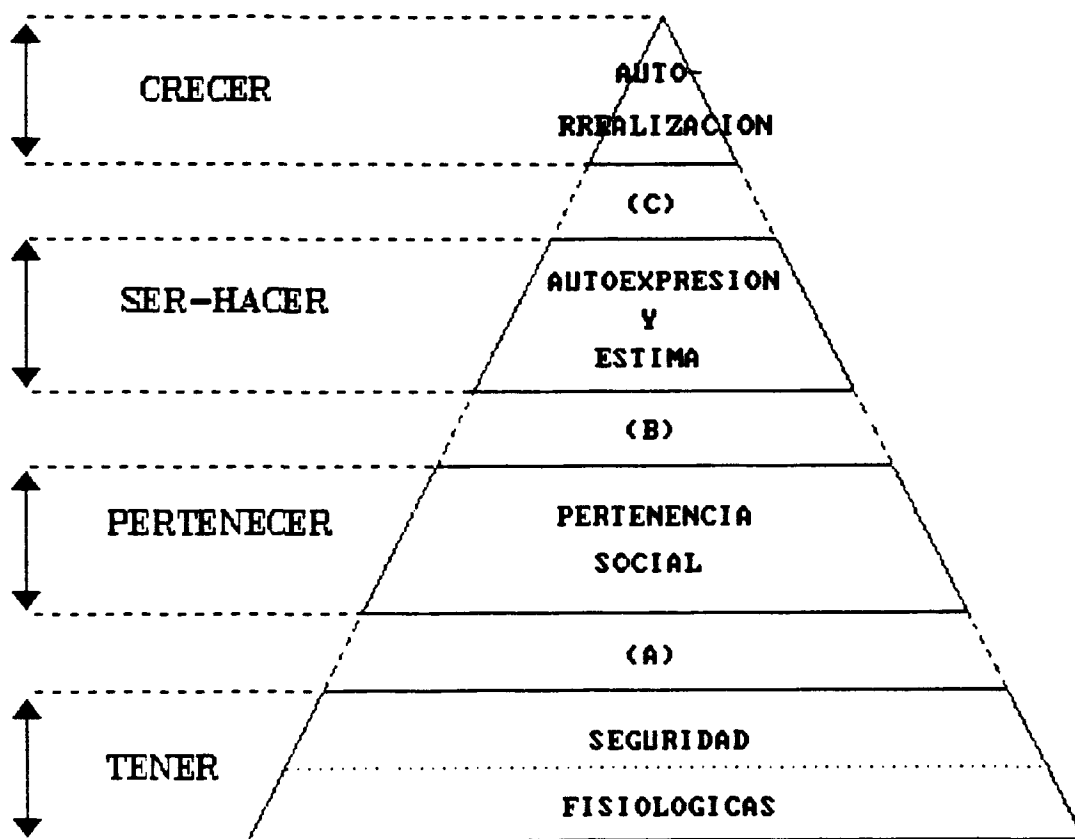 AUTO-
CRECER
RREALIZACION
(C)
AUTOEXPRESION
SER-HACER
Y
ESTIMA
(B)
PERTENECER
PERTENENCIA
SOCIAL
(A)
SEGURIDAD
TENER
FISIOLOGICAS